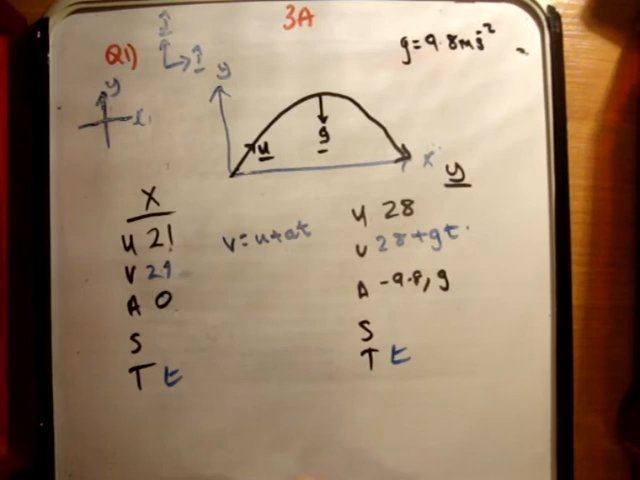 3A
Q1)
g=9.8ms⁻²
y
x
y
u
g
x
X
y
U 21
V 21
A 0
S
T t
v=u+at
U 28
V 28+gt
A -9.8, g
S
T t